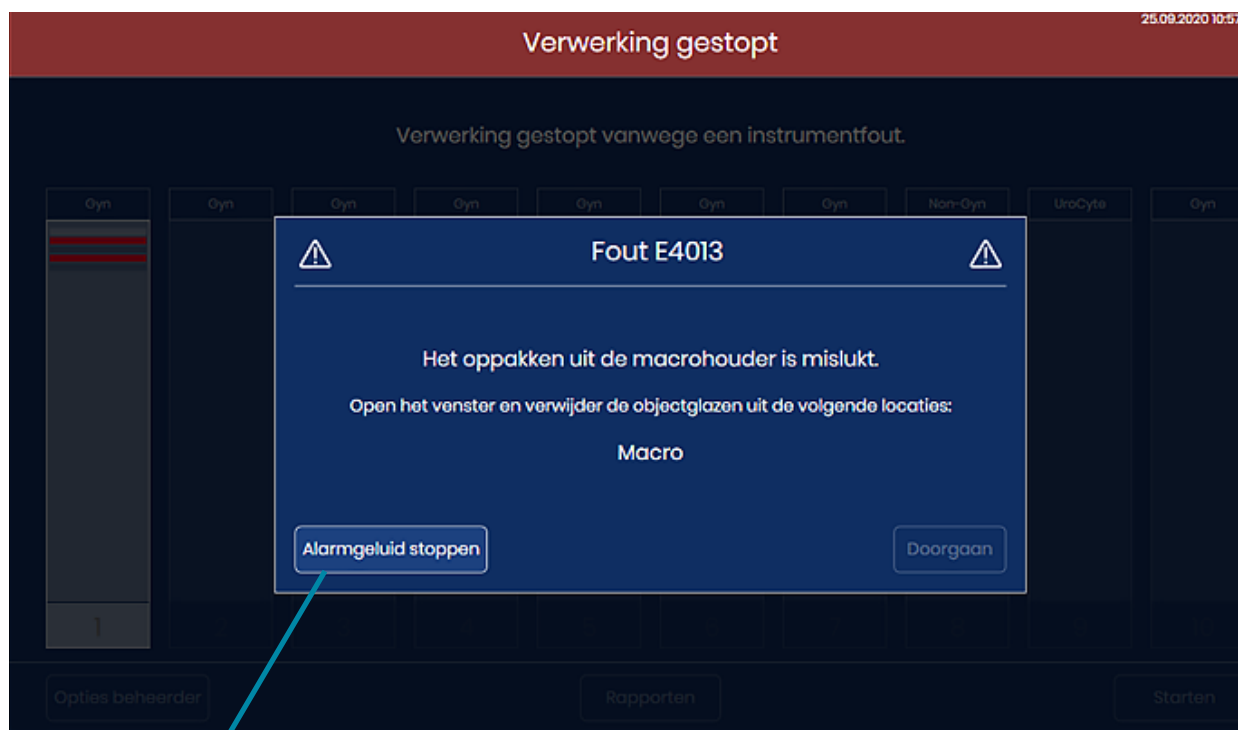 25.09.2020 10:57
Verwerking gestopt
Verwerking gestopt vanwege een instrumentfout.
Gyn Gyn Gyn Gyn Gyn Gyn Gyn Non-Gyn UroCyte Gyn
Fout E4013
Het oppakken uit de macrohouder is mislukt.
Open het venster en verwijder de objectglazen uit de volgende locaties:
Macro
Alarmgeluid stoppen
Doorgaan
1
Opties beheerder
Rapporten
Starten